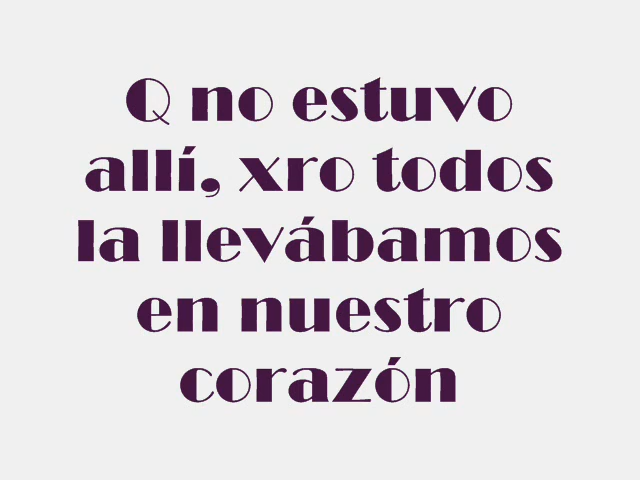 Q no estuvo
allí, xro todos
la llevábamos
en nuestro
corazón